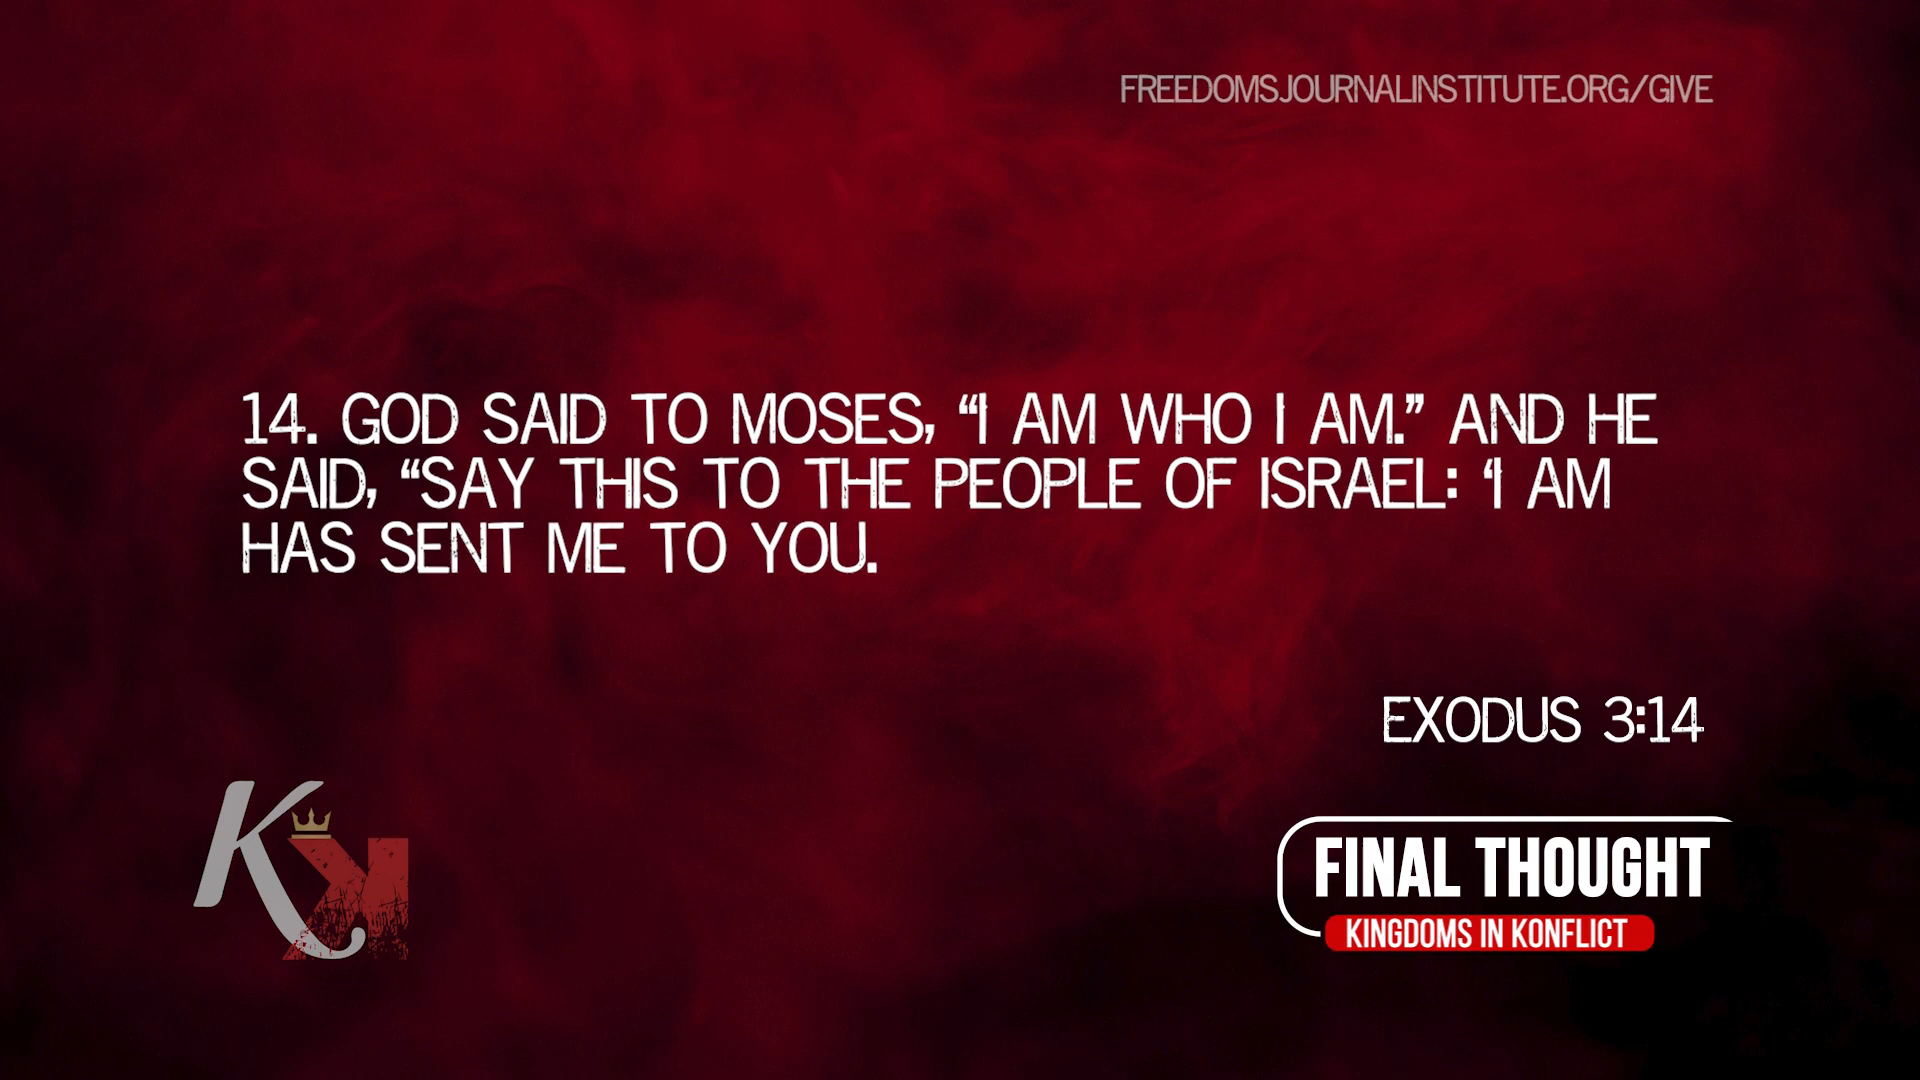 FREEDOMSJOURNALINSTITUTE.ORG/GIVE
14. GOD SAID TO MOSES, “I AM WHO I AM.” AND HE
SAID, “SAY THIS TO THE PEOPLE OF ISRAEL: ‘I AM
HAS SENT ME TO YOU.
EXODUS 3:14
KK
FINAL THOUGHT
KINGDOMS IN KONFLICT